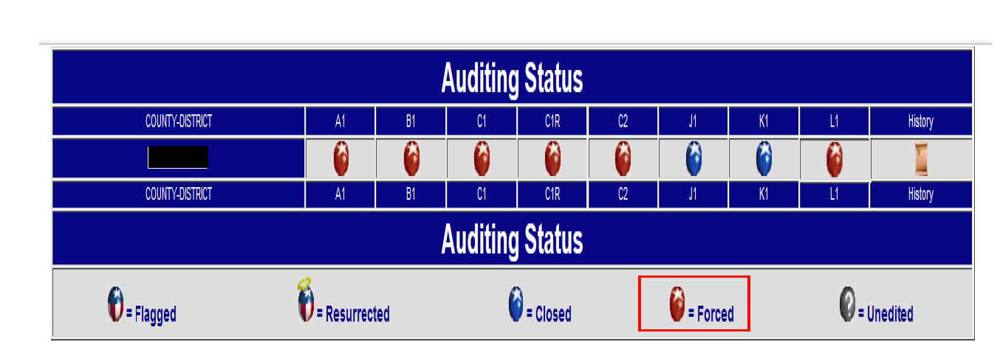 Auditing Status
COUNTY-DISTRICT A1 B1 C1 C1R C2 J1 K1 L1 History
COUNTY-DISTRICT A1 B1 C1 C1R C2 J1 K1 L1 History
Auditing Status
= Flagged = Resurrected = Closed = Forced ? = Unedited